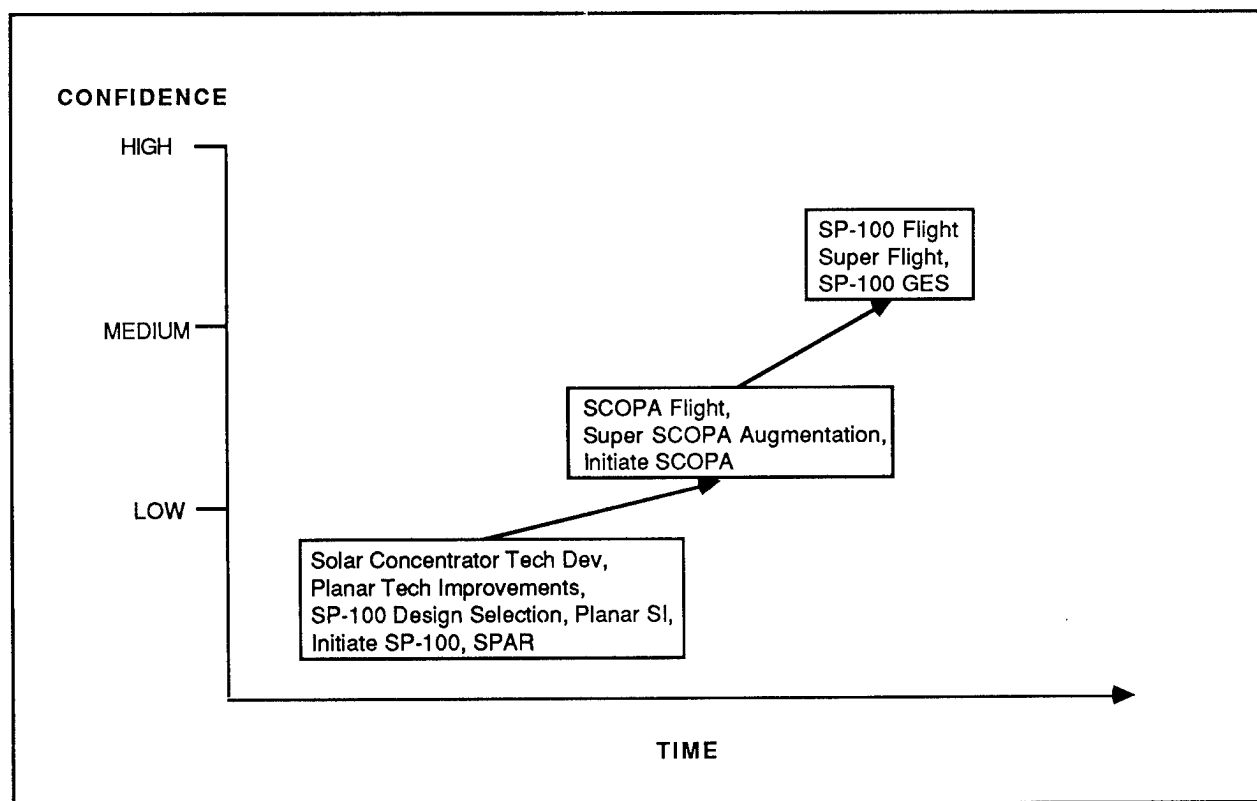 CONFIDENCE
HIGH
SP-100 Flight
Super Flight,
SP-100 GES
MEDIUM
SCOPA Flight,
Super SCOPA Augmentation,
Initiate SCOPA
LOW
Solar Concentrator Tech Dev,
Planar Tech Improvements,
SP-100 Design Selection, Planar SI,
Initiate SP-100, SPAR
TIME